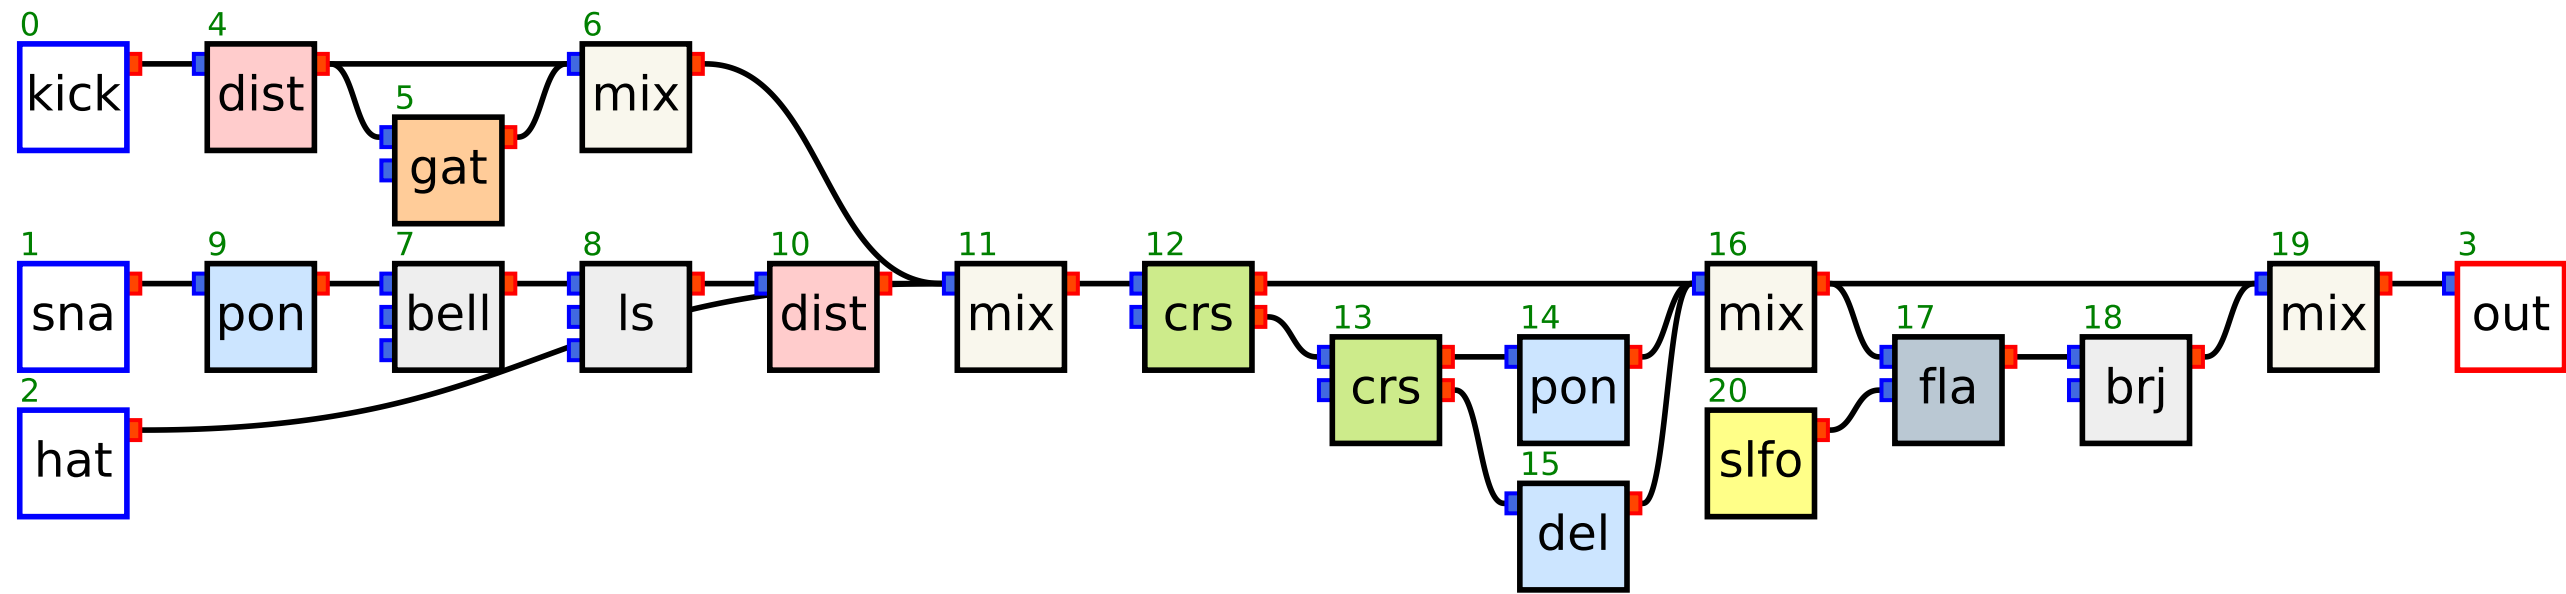 0 4 6
kick dist mix
5
gat
1 9 7 8 10 11 12 16 19 3
sna pon bell ls dist mix crs mix mix out
13 14 17 18
crs pon fla brj
2 20
hat slfo
15
del